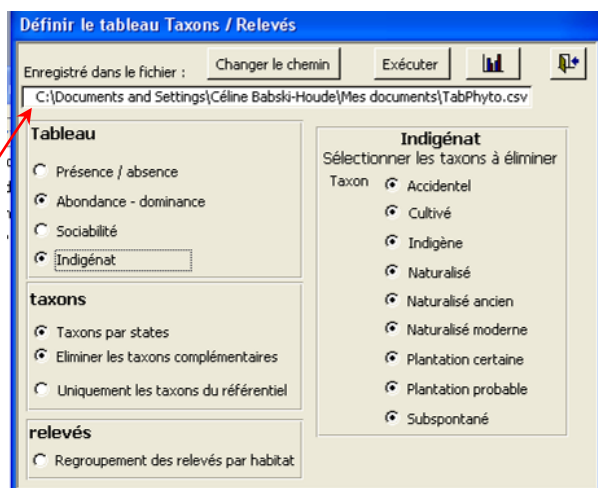 Définir le tableau Taxons / Relevés
Enregistré dans le fichier :
Changer le chemin
Exécuter
C:\Documents and Settings\Céline Babski-Houde\Mes documents\TabPhyto.csv
Tableau
Présence / absence
Abondance - dominance
Sociabilité
Indigénat
taxons
Taxons par states
Eliminer les taxons complémentaires
Uniquement les taxons du référentiel
relevés
Regroupement des relevés par habitat
Indigénat
Sélectionner les taxons à éliminer
Taxon
Accidentel
Cultivé
Indigène
Naturalisé
Naturalisé ancien
Naturalisé moderne
Plantation certaine
Plantation probable
Subspontané